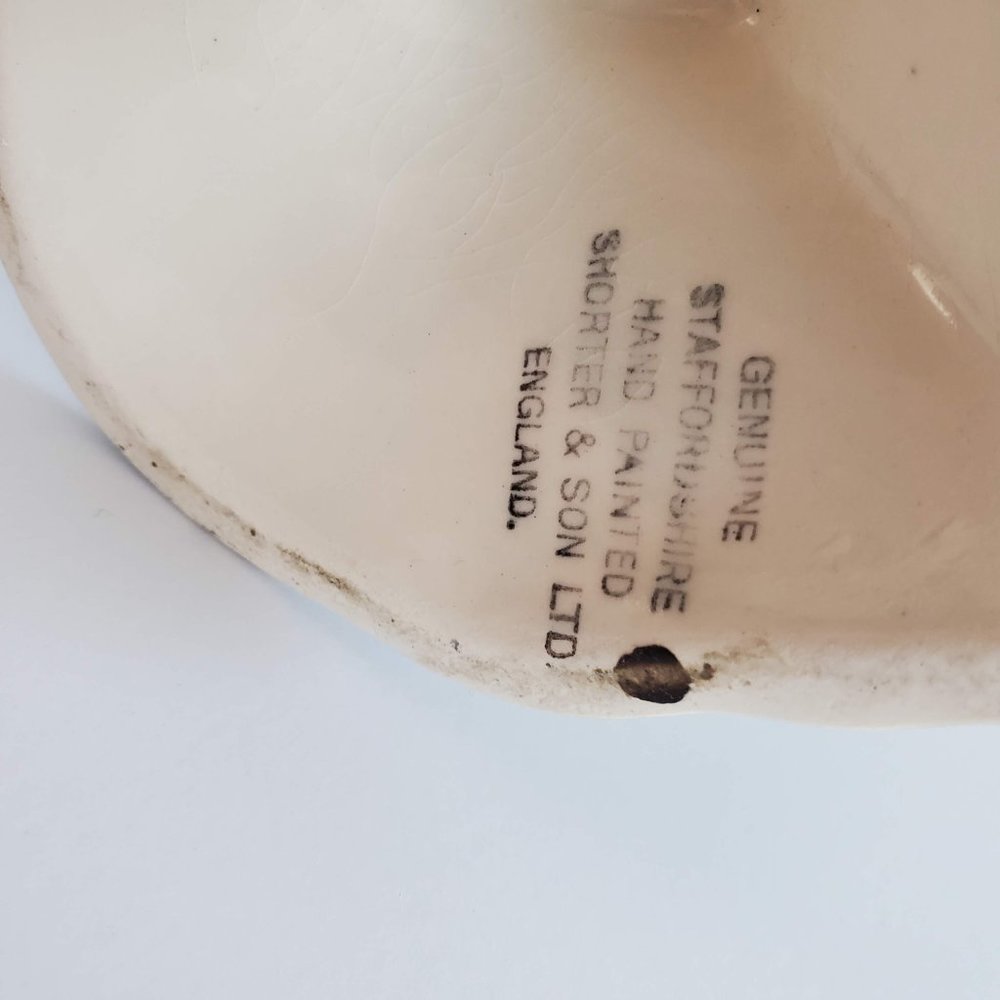 GENUINE
STAFFORDSHIRE
HAND PAINTED
SHORTER & SON LTD.
ENGLAND.